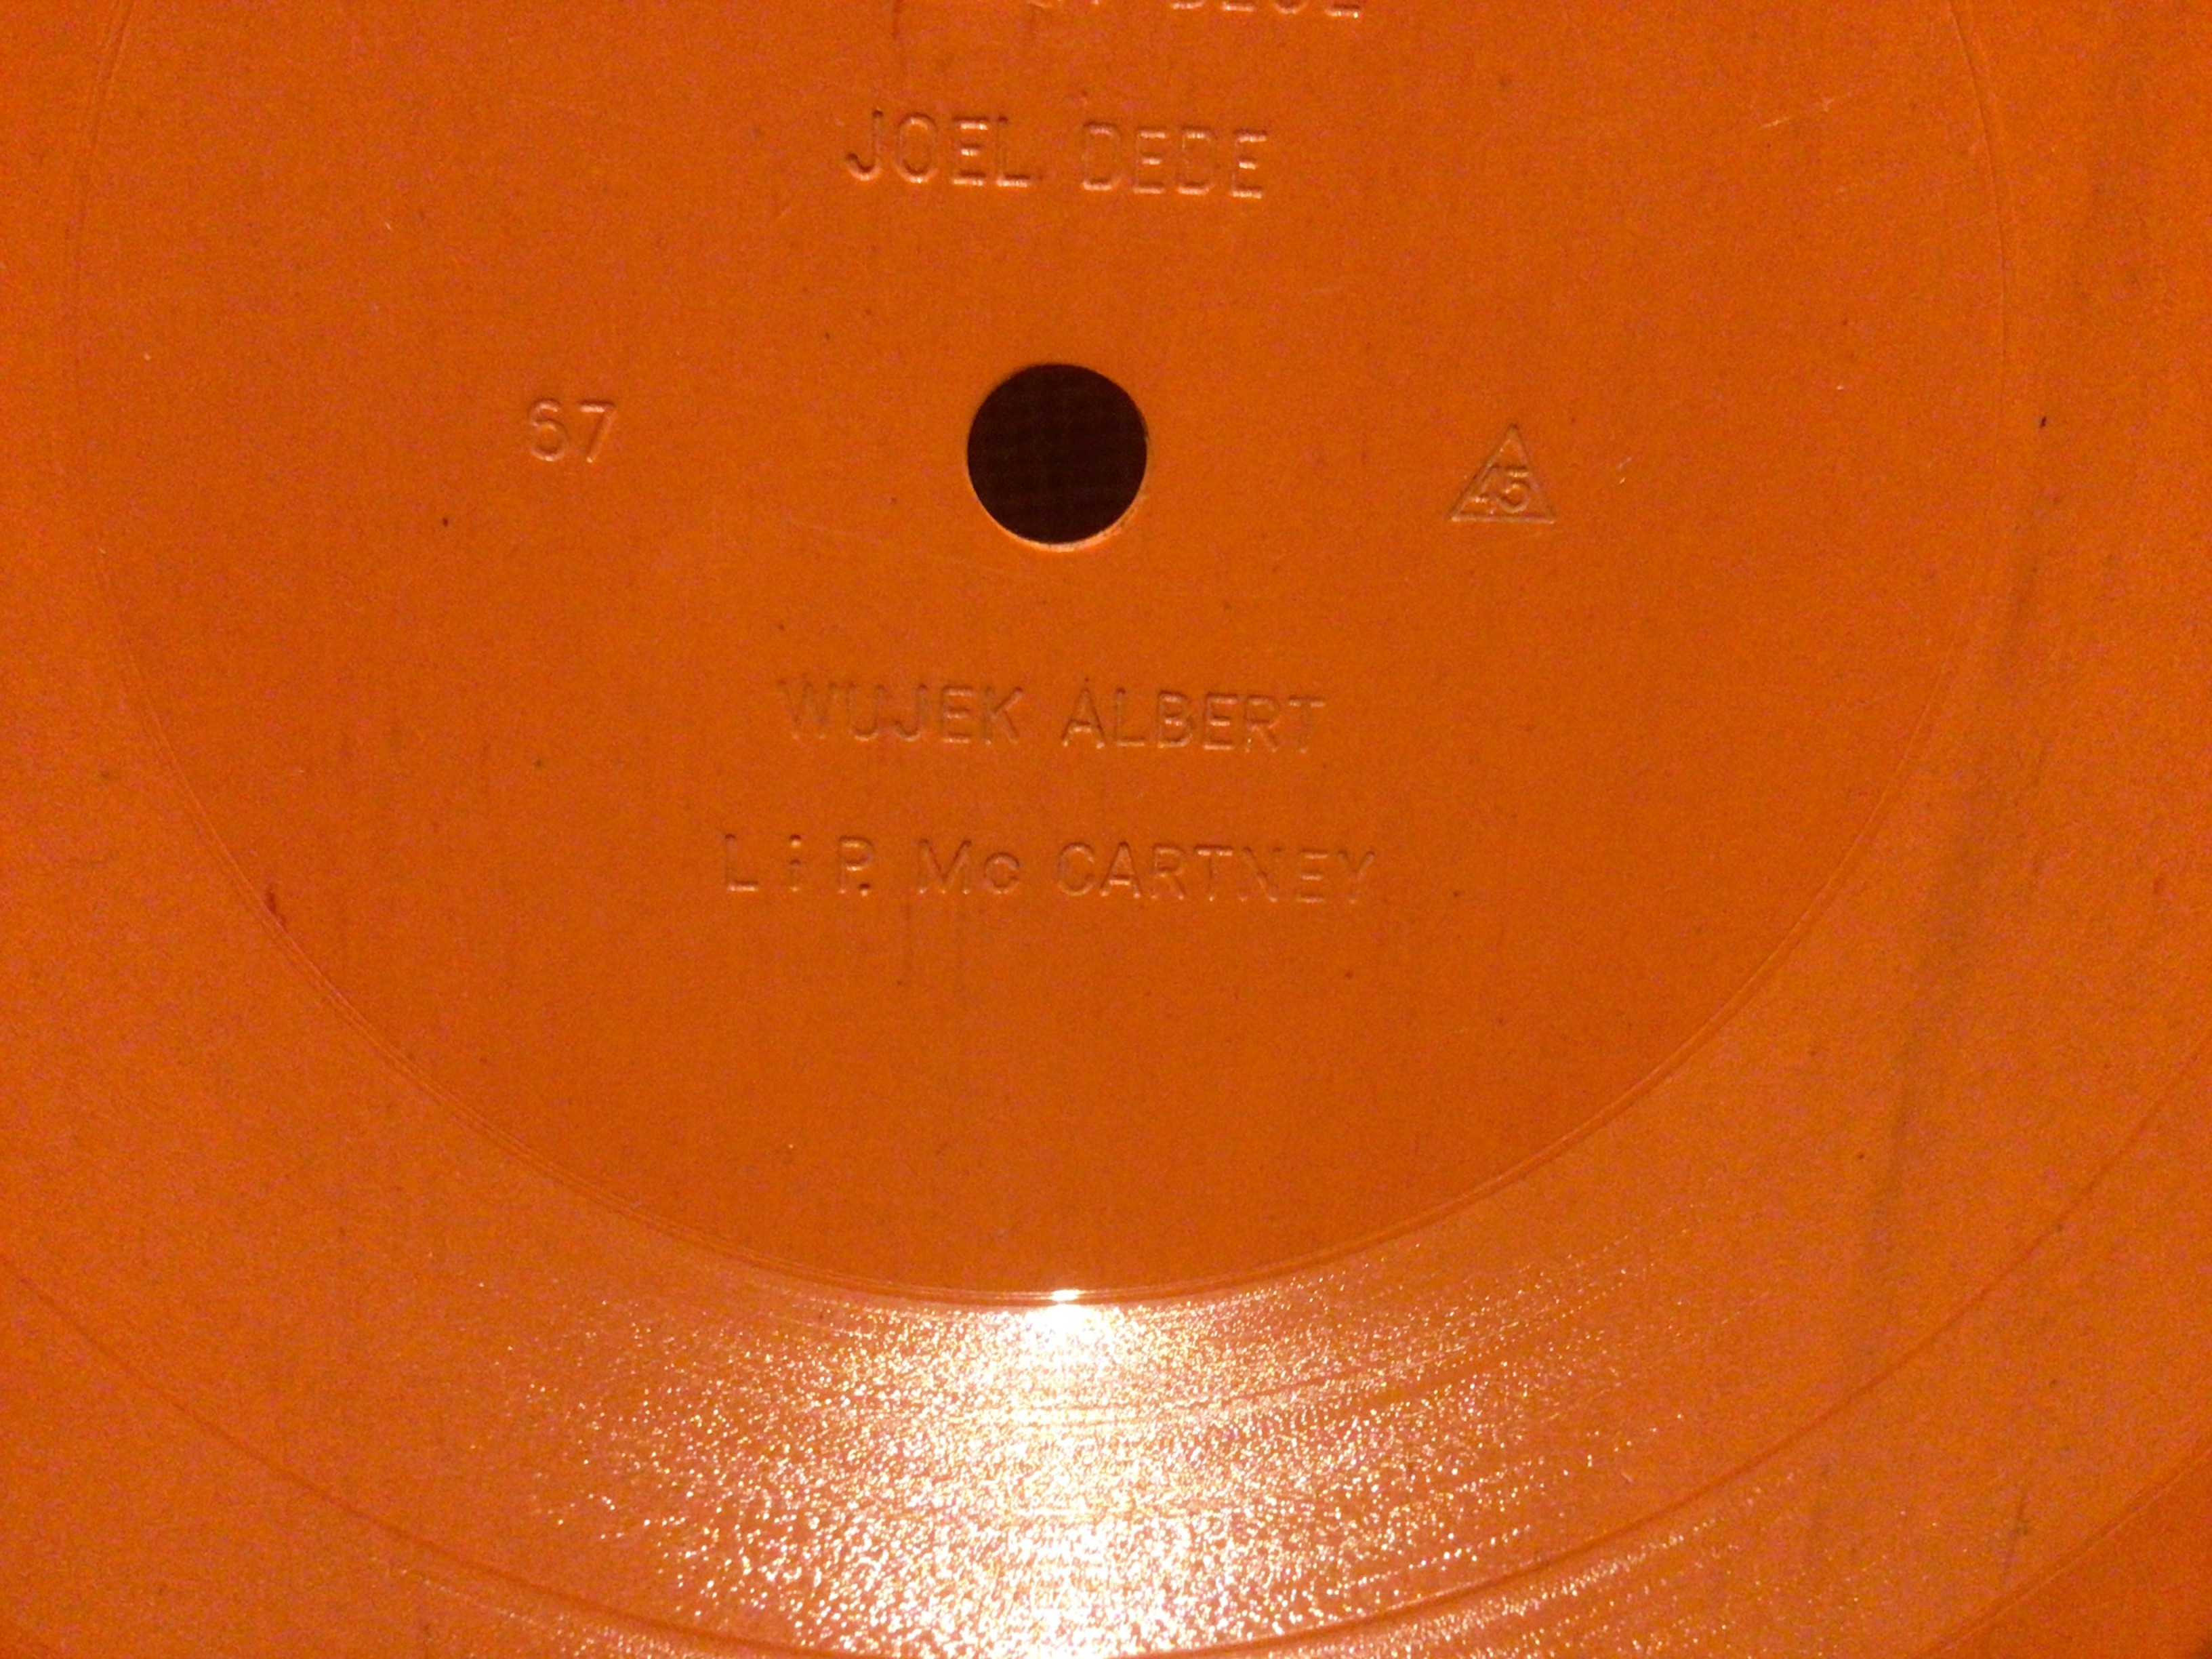 JOEL DEDE
67
45
WUJEK ALBERT
L i P. Mc CARTNEY